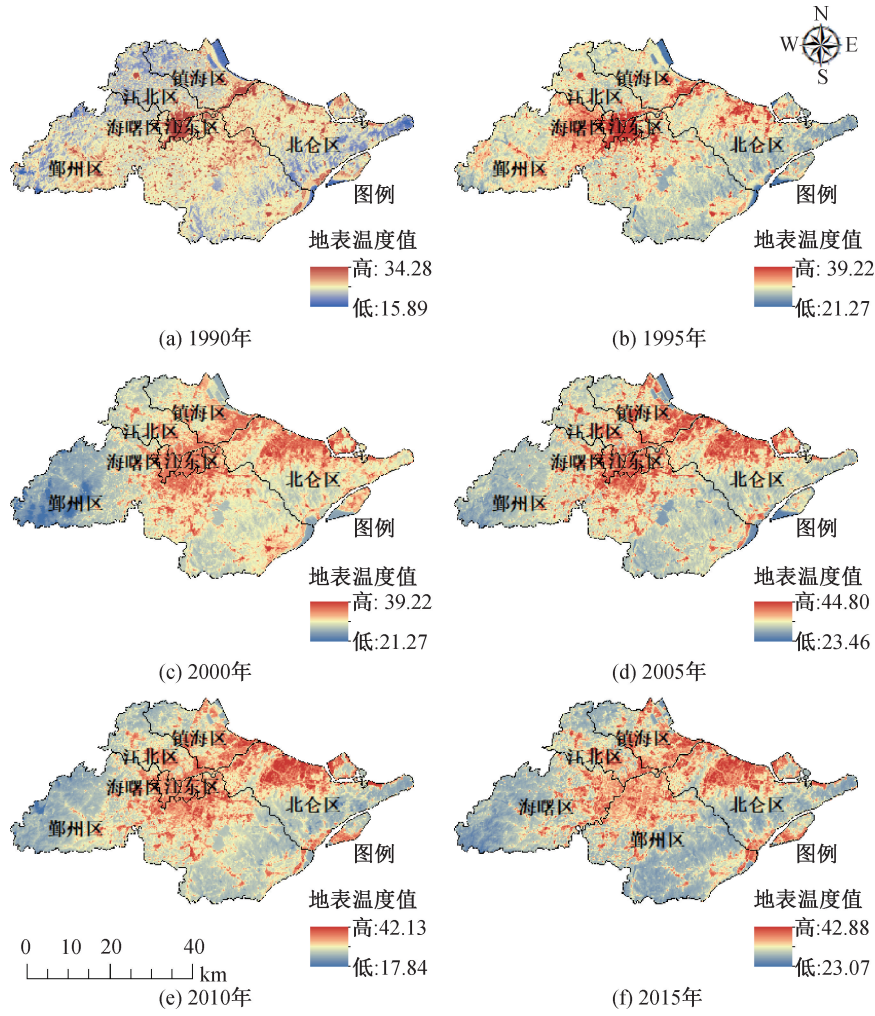 N
W E
S
镇海区
江北区
海曙区江东区
北仑区
鄞州区
图例
地表温度值
高: 34.28
低:15.89
(a) 1990年
镇海区
江北区
海曙区江东区
北仑区
鄞州区
图例
地表温度值
高: 39.22
低:21.27
(b) 1995年
镇海区
江北区
海曙区江东区
北仑区
鄞州区
图例
地表温度值
高: 39.22
低:21.27
(c) 2000年
镇海区
江北区
海曙区江东区
北仑区
鄞州区
图例
地表温度值
高: 44.80
低:23.46
(d) 2005年
镇海区
江北区
海曙区江东区
北仑区
鄞州区
图例
地表温度值
高:42.13
低:17.84
0 10 20 40
km
(e) 2010年
镇海区
江北区
海曙区
北仑区
鄞州区
图例
地表温度值
高:42.88
低:23.07
(f) 2015年